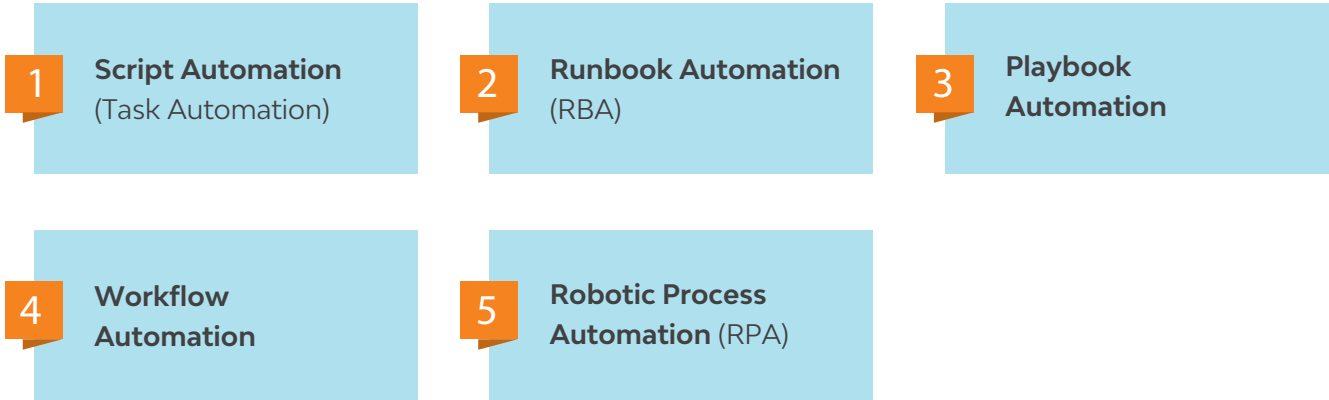 1
Script Automation
(Task Automation)
2
Runbook Automation
(RBA)
3
Playbook
Automation
4
Workflow
Automation
5
Robotic Process
Automation (RPA)